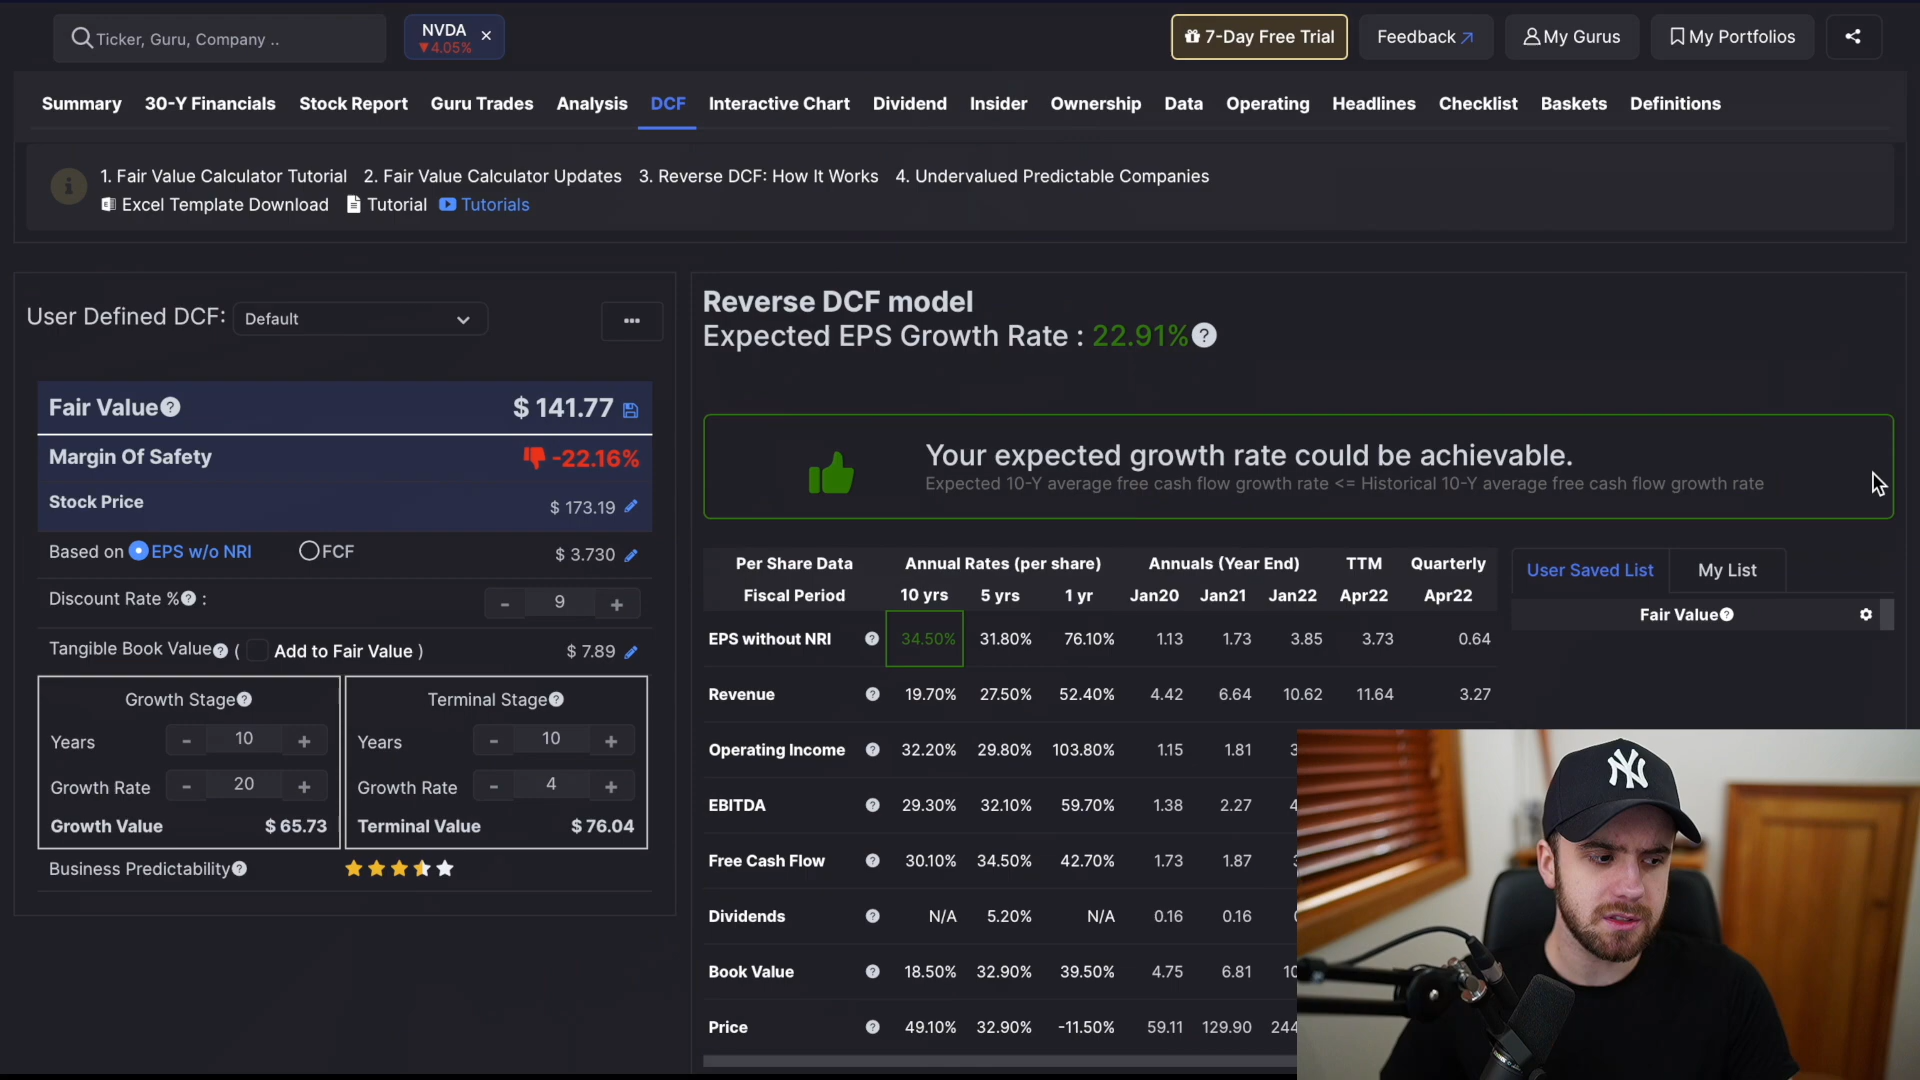 Ticker, Guru, Company ..
NVDA
▼4.05%
7-Day Free Trial
Feedback
My Gurus
My Portfolios
Summary 30-Y Financials Stock Report Guru Trades Analysis DCF Interactive Chart Dividend Insider Ownership Data Operating Headlines Checklist Baskets Definitions
1. Fair Value Calculator Tutorial 2. Fair Value Calculator Updates 3. Reverse DCF: How It Works 4. Undervalued Predictable Companies
Excel Template Download Tutorial Tutorials
User Defined DCF: Default
Fair Value $ 141.77
Margin Of Safety -22.16%
Stock Price $ 173.19
Based on EPS w/o NRI FCF $ 3.730
Discount Rate % : - 9 +
Tangible Book Value ( Add to Fair Value ) $ 7.89
Growth Stage
Years - 10 +
Growth Rate - 20 +
Growth Value $ 65.73
Terminal Stage
Years - 10 +
Growth Rate - 4 +
Terminal Value $ 76.04
Business Predictability
Reverse DCF model
Expected EPS Growth Rate : 22.91%
Your expected growth rate could be achievable.
Expected 10-Y average free cash flow growth rate <= Historical 10-Y average free cash flow growth rate
Per Share Data Annual Rates (per share) Annuals (Year End) TTM Quarterly
Fiscal Period 10 yrs 5 yrs 1 yr Jan20 Jan21 Jan22 Apr22 Apr22
EPS without NRI 34.50% 31.80% 76.10% 1.13 1.73 3.85 3.73 0.64
Revenue 19.70% 27.50% 52.40% 4.42 6.64 10.62 11.64 3.27
Operating Income 32.20% 29.80% 103.80% 1.15 1.81
EBITDA 29.30% 32.10% 59.70% 1.38 2.27
Free Cash Flow 30.10% 34.50% 42.70% 1.73 1.87
Dividends N/A 5.20% N/A 0.16 0.16
Book Value 18.50% 32.90% 39.50% 4.75 6.81 10
Price 49.10% 32.90% -11.50% 59.11 129.90 244
User Saved List My List
Fair Value
NY